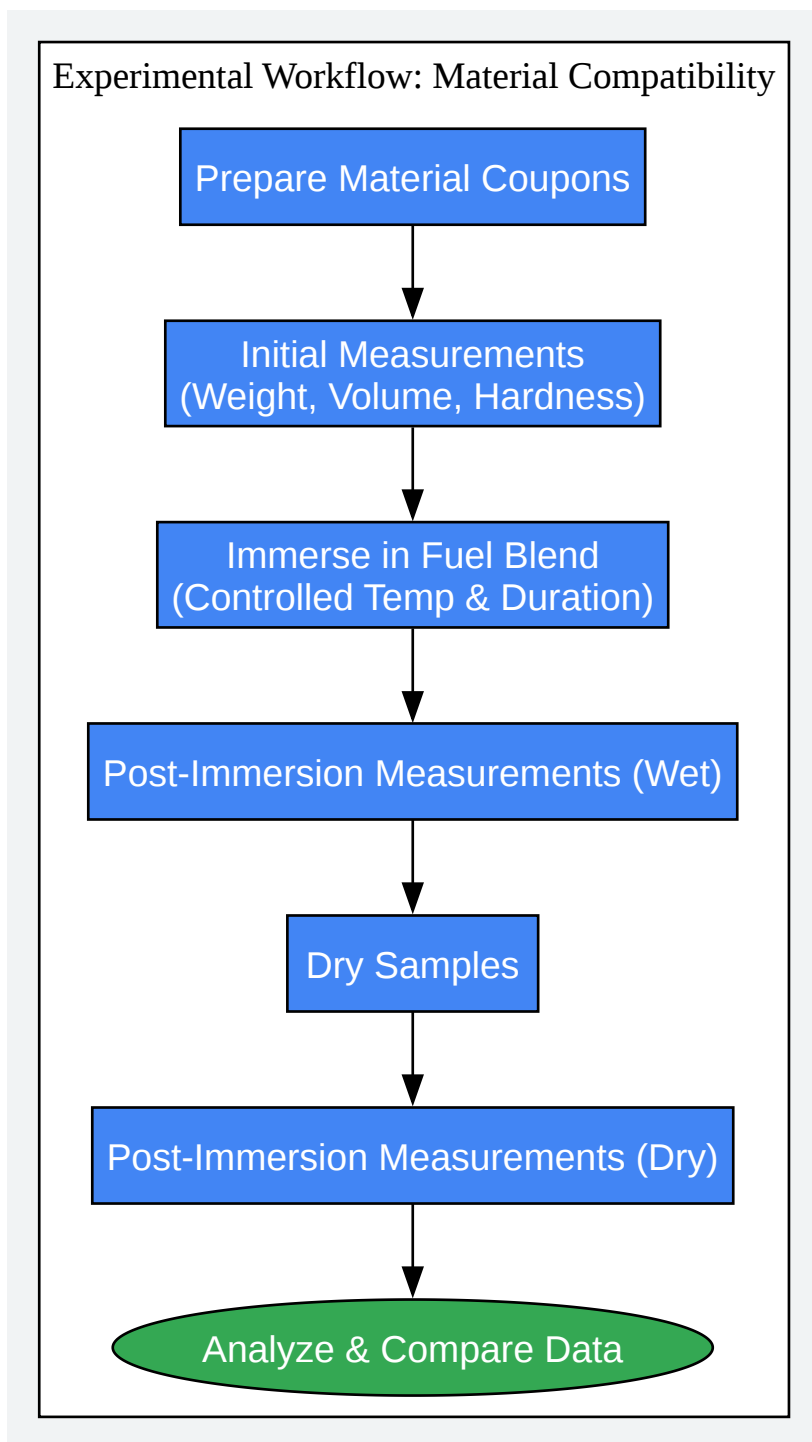 Experimental Workflow: Material Compatibility
Prepare Material Coupons
Initial Measurements
(Weight, Volume, Hardness)
Immerse in Fuel Blend
(Controlled Temp & Duration)
Post-Immersion Measurements (Wet)
Dry Samples
Post-Immersion Measurements (Dry)
Analyze & Compare Data